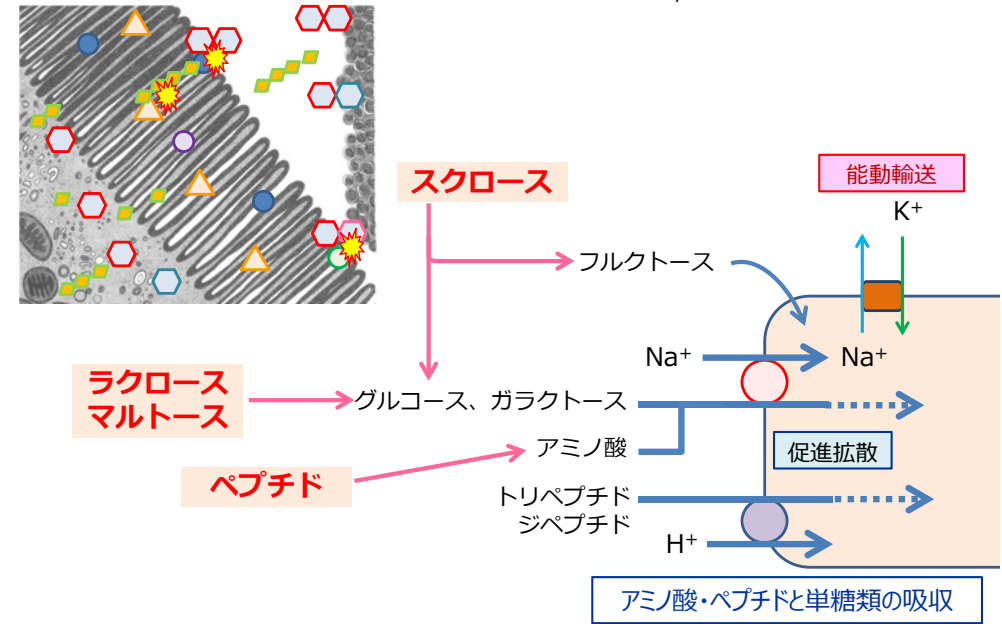 スクロース
能動輸送
K⁺
フルクトース
Na⁺
Na⁺
ラクロース
マルトース
グルコース、ガラクトース
アミノ酸
促進拡散
ペプチド
トリペプチド
ジペプチド
H⁺
アミノ酸・ペプチドと単糖類の吸収